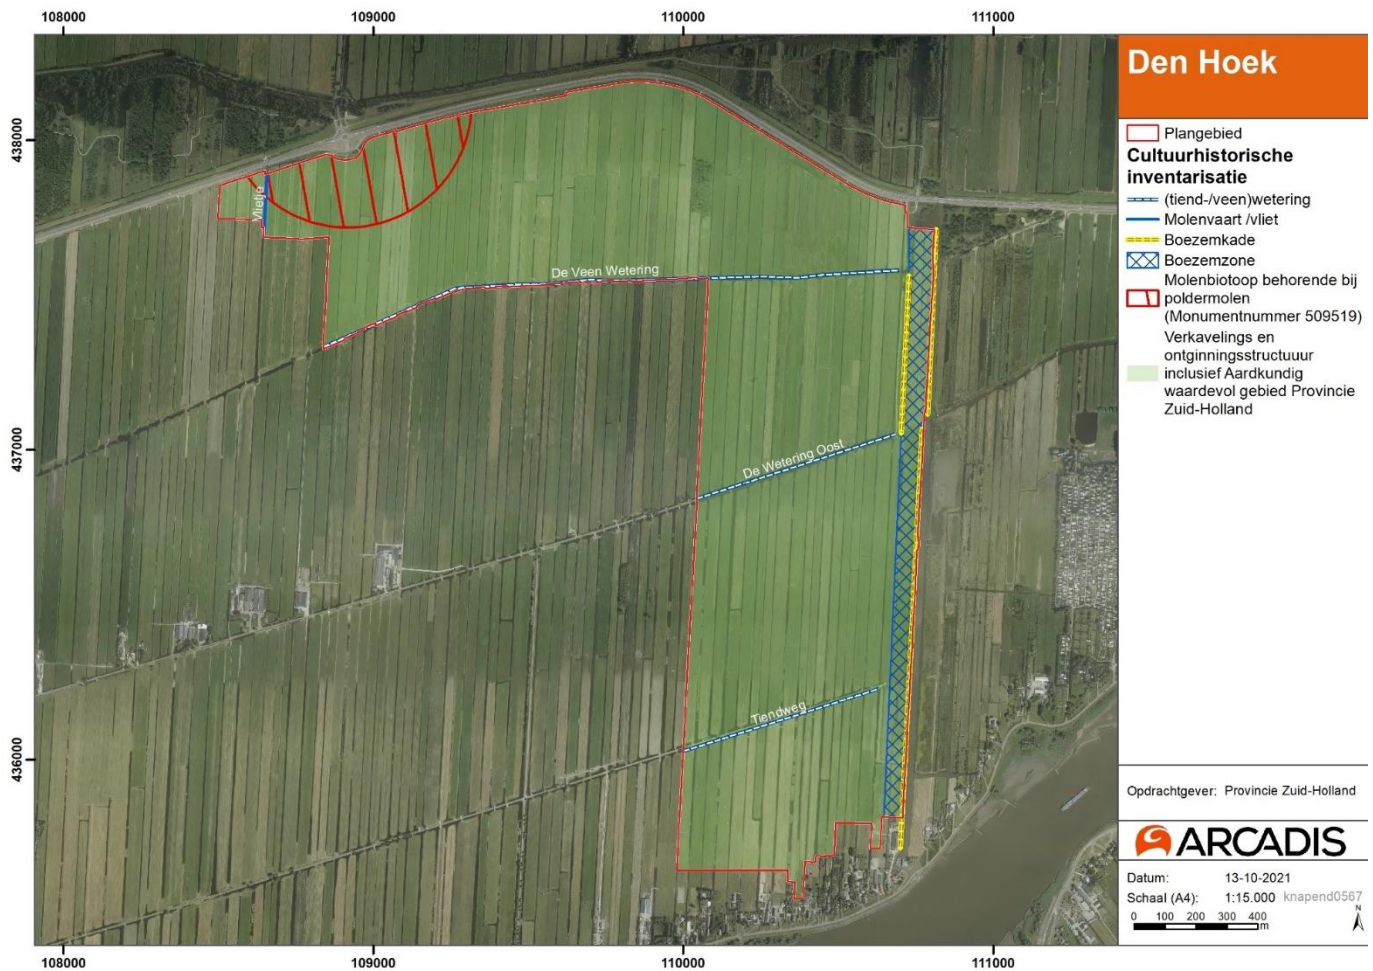 108000
109000
110000
111000
438000
437000
436000
Vlietje
De Veen Wetering
De Wetering Oost
Tiendweg
108000
109000
110000
111000
Den Hoek
Plangebied
Cultuurhistorische
inventarisatie
(tiend-/veen)wetering
Molenvaart /vliet
Boezemkade
Boezemzone
Molenbiotoop behorende bij
poldermolen
(Monumentnummer 509519)
Verkavelings en
ontginningsstructuuur
inclusief Aardkundig
waardevol gebied Provincie
Zuid-Holland
Opdrachtgever: Provincie Zuid-Holland
ARCADIS
Datum: 13-10-2021
Schaal (A4): 1:15.000 knapend0567
0 100 200 300 400
m
N